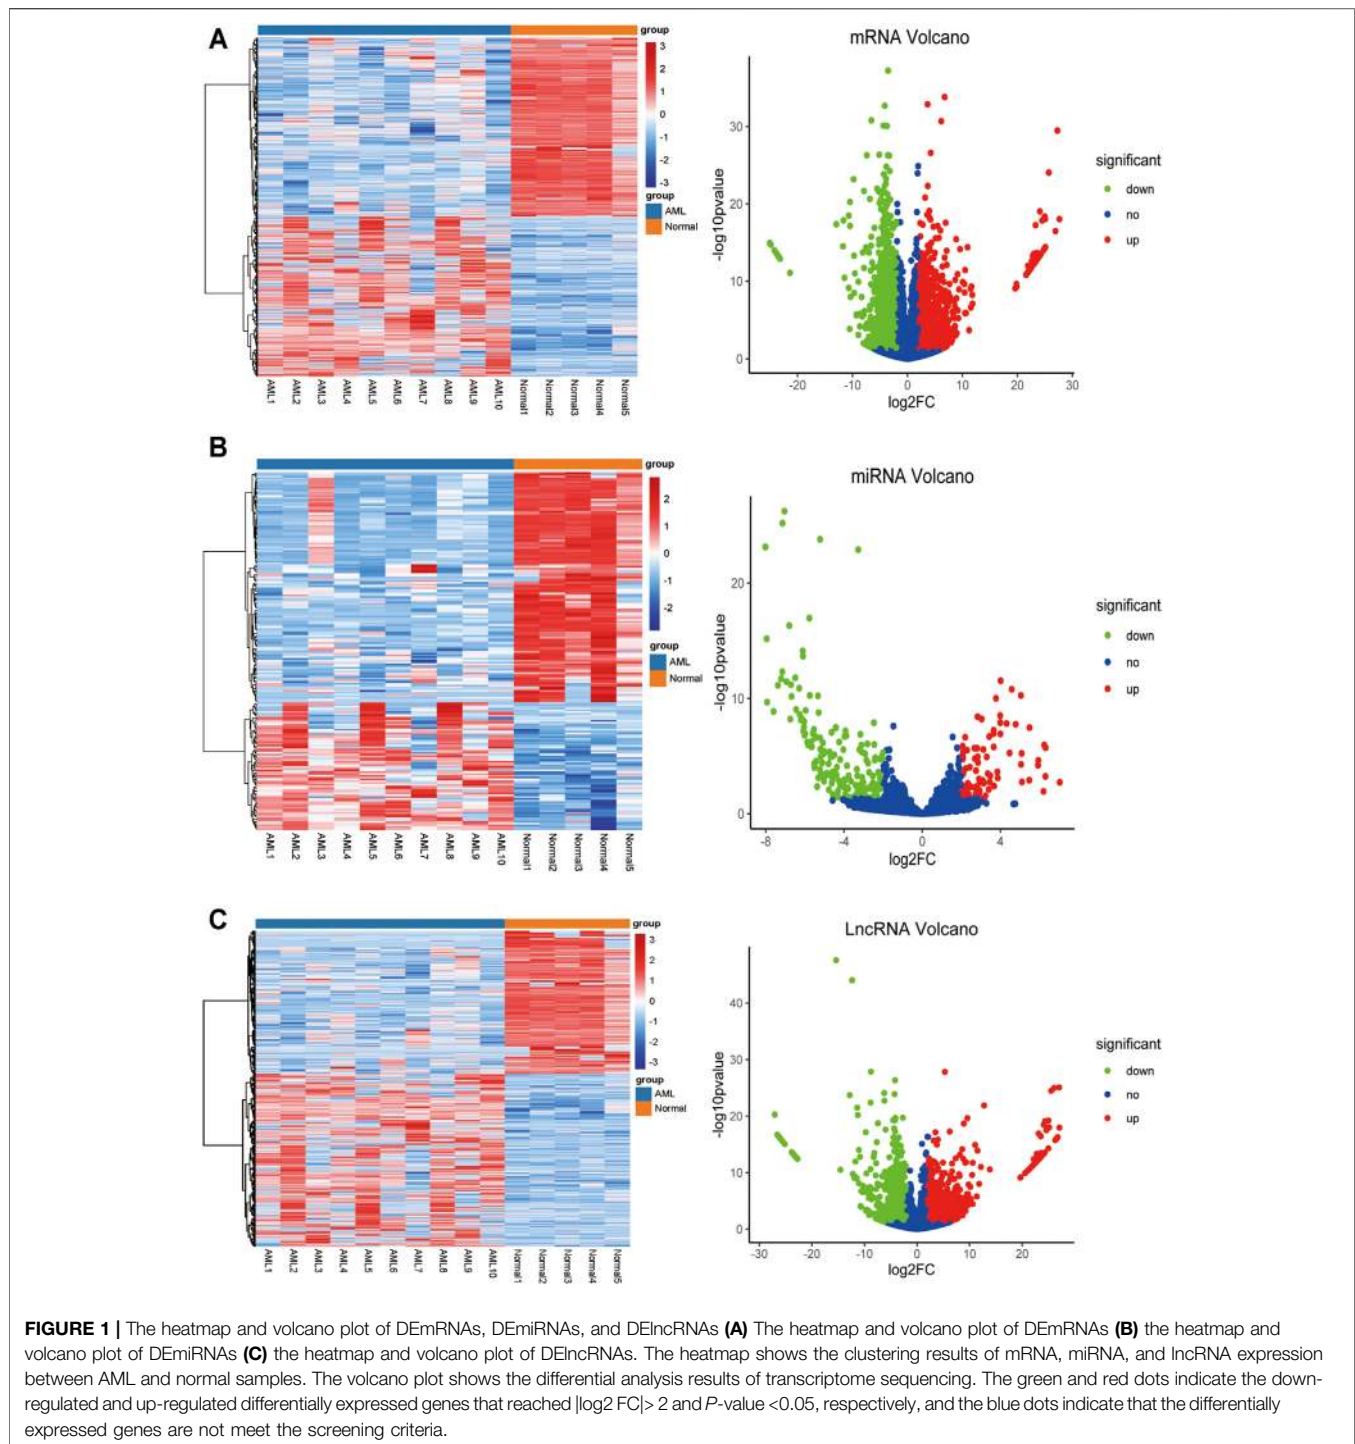 A
group
3
2
1
0
-1
-2
-3
group
AML
Normal
AML1
AML2
AML3
AML4
AML5
AML6
AML7
AML8
AML9
AML10
Normal1
Normal2
Normal3
Normal4
Normal5
mRNA Volcano
-log10pvalue
30
20
10
0
-20
-10
0
10
20
30
log2FC
significant
down
no
up
B
group
2
1
0
-1
-2
group
AML
Normal
AML1
AML2
AML3
AML4
AML5
AML6
AML7
AML8
AML9
AML10
Normal1
Normal2
Normal3
Normal4
Normal5
miRNA Volcano
-log10pvalue
20
10
0
-8
-4
0
4
log2FC
significant
down
no
up
C
group
3
2
1
0
-1
-2
-3
group
AML
Normal
AML1
AML2
AML3
AML4
AML5
AML6
AML7
AML8
AML9
AML10
Normal1
Normal2
Normal3
Normal4
Normal5
LncRNA Volcano
-log10pvalue
40
30
20
10
0
-30
-20
-10
0
10
20
log2FC
significant
down
no
up
FIGURE 1 | The heatmap and volcano plot of DEmRNAs, DEmiRNAs, and DElncRNAs (A) The heatmap and volcano plot of DEmRNAs (B) the heatmap and
volcano plot of DEmiRNAs (C) the heatmap and volcano plot of DElncRNAs. The heatmap shows the clustering results of mRNA, miRNA, and lncRNA expression
between AML and normal samples. The volcano plot shows the differential analysis results of transcriptome sequencing. The green and red dots indicate the down-
regulated and up-regulated differentially expressed genes that reached |log2 FC|> 2 and P-value <0.05, respectively, and the blue dots indicate that the differentially
expressed genes are not meet the screening criteria.